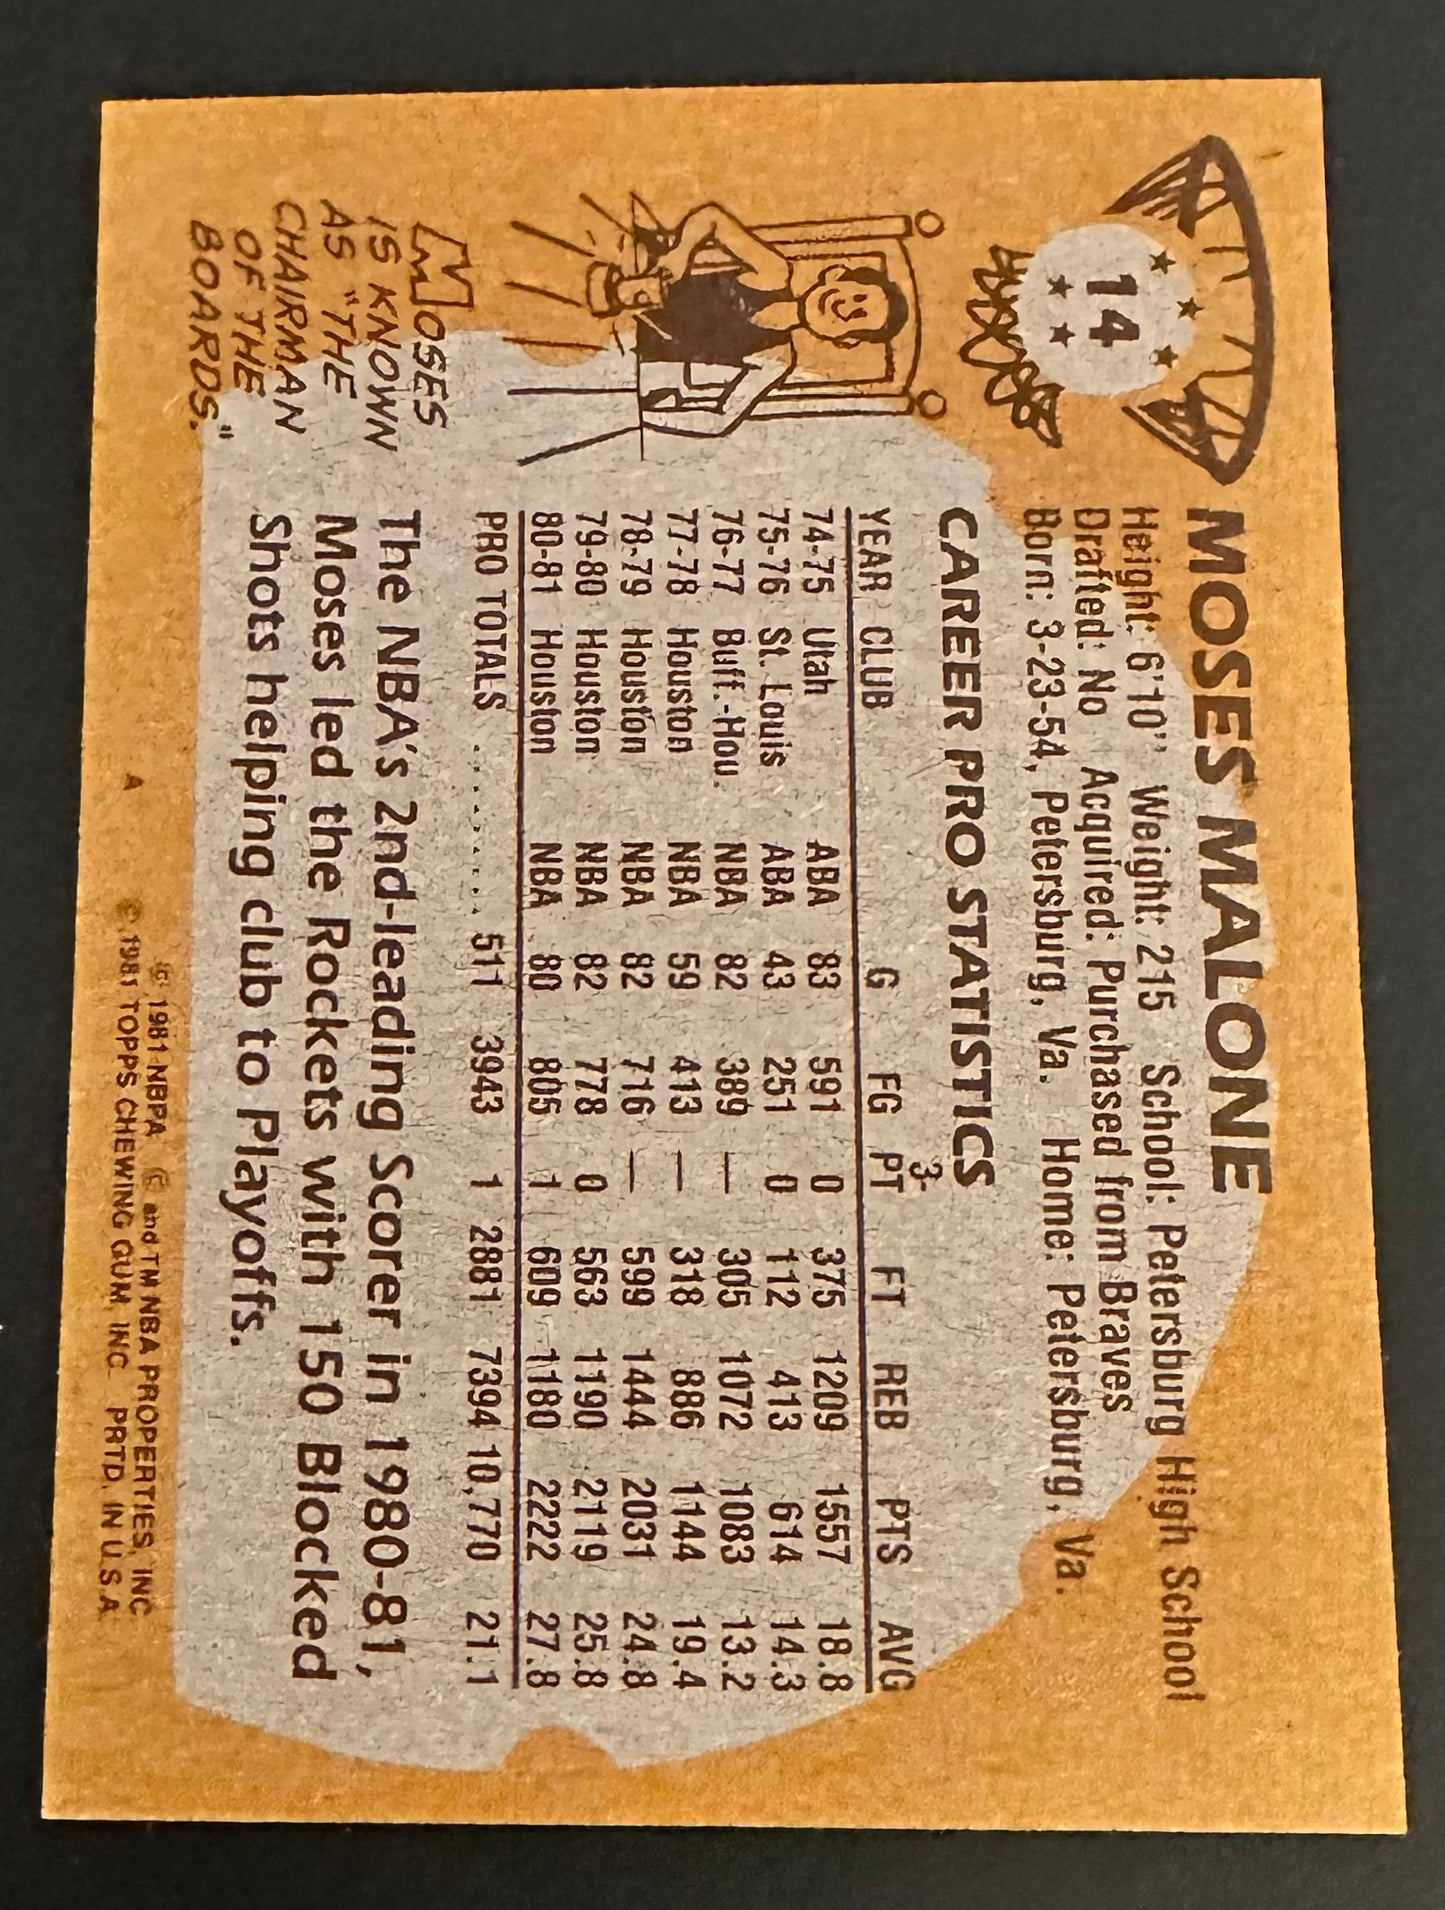 14
MOSES MALONE
Height: 6'10" Weight: 215 School: Petersburg High School
Drafted: No Acquired: Purchased from Braves
Born: 3-23-54, Petersburg, Va. Home: Petersburg, Va.
CAREER PRO STATISTICS
YEAR CLUB G FG 3-PT FT REB PTS AVG
74-75 Utah ABA 83 591 0 375 1209 1557 18.8
75-76 St. Louis ABA 43 251 0 112 413 614 14.3
76-77 Buff.-Hou. NBA 82 389 — 305 1072 1083 13.2
77-78 Houston NBA 59 413 — 318 886 1144 19.4
78-79 Houston NBA 82 716 — 599 1444 2031 24.8
79-80 Houston NBA 82 778 0 563 1190 2119 25.8
80-81 Houston NBA 80 805 1 609 1180 2222 27.8
PRO TOTALS ......... 511 3943 1 2881 7394 10,770 21.1
MOSES
IS KNOWN
AS "THE
CHAIRMAN
OF THE
BOARDS."
The NBA's 2nd-leading Scorer in 1980-81,
Moses led the Rockets with 150 Blocked
Shots helping club to Playoffs.
© 1981 NBPA © and TM NBA PROPERTIES, INC
A © 1981 TOPPS CHEWING GUM, INC. PRTD. IN U.S.A.